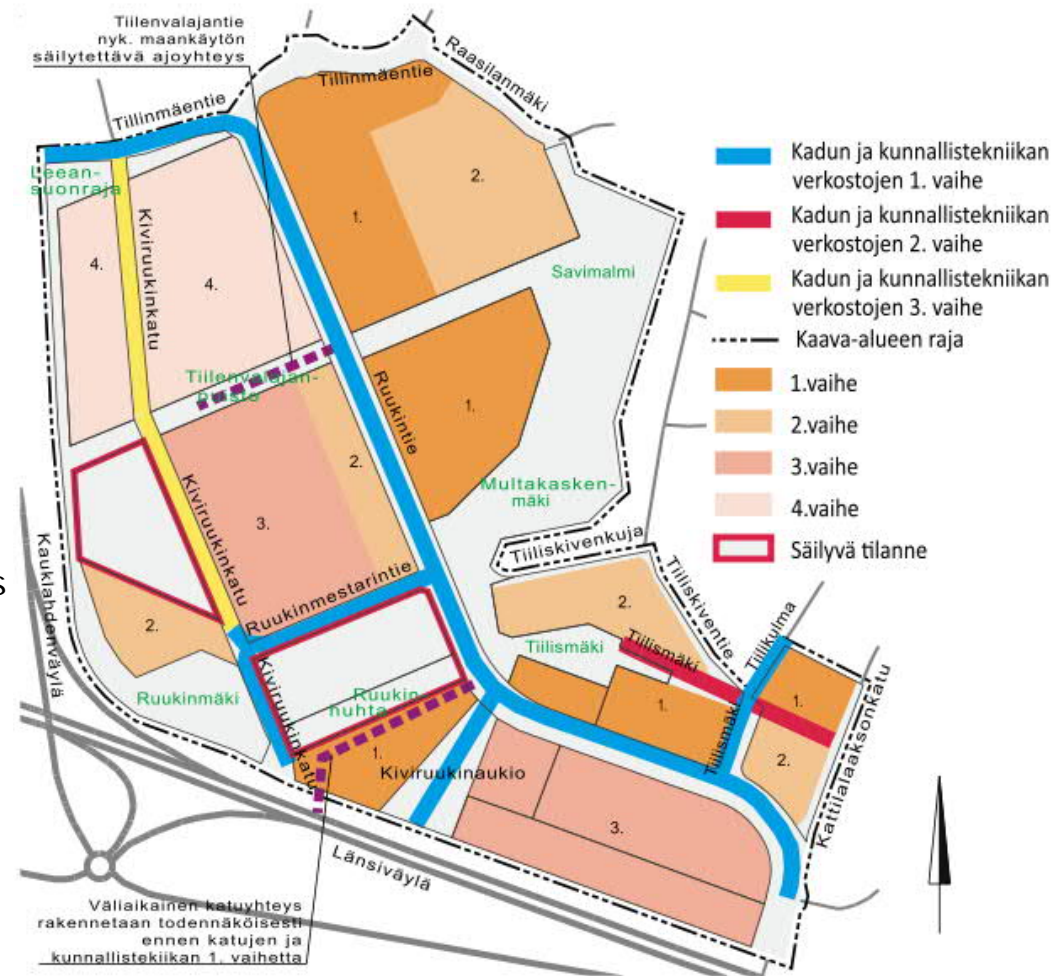 Tiilenvalajantie
nyk. maankäytön
säilytettävä ajoyhteys
Raasilanmäki
Tillinmäentie
Tillinmäentie
Leean-
suonraja
Kiviruukinkatu
4.
4.
1.
2.
Savimalmi
Tiilenvalajan-
puisto
Ruukintie
1.
2.
3.
Multakasken-
mäki
Kiviruukinkatu
Kauklahdenväylä
s
Ruukinmestarintie
2.
Ruukinmäki
Kiviruukinkatu
Ruukin-
huhta
1.
Kiviruukinaukio
Tiiliskivenkuja
Tiiliskiventie
2.
Tiilismäki
Tiilismäki
Tiilikulma
1.
1.
2.
Tiilismäki
Kattilalaaksonkatu
3.
Länsiväylä
Väliaikainen katuyhteys
rakennetaan todennäköisesti
ennen katujen ja
kunnallistekiikan 1. vaihetta
Kadun ja kunnallistekniikan
verkostojen 1. vaihe
Kadun ja kunnallistekniikan
verkostojen 2. vaihe
Kadun ja kunnallistekniikan
verkostojen 3. vaihe
Kaava-alueen raja
1.vaihe
2.vaihe
3.vaihe
4.vaihe
Säilyvä tilanne